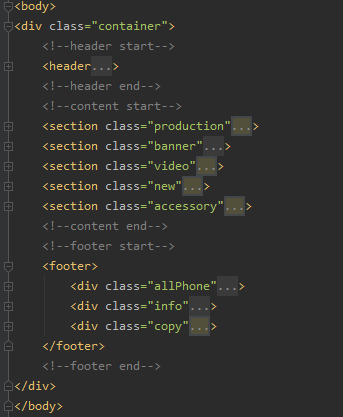 <body>
<div class="container">
<!--header start-->
<header...>
<!--header end-->
<!--content start-->
<section class="production"...>
<section class="banner"...>
<section class="video"...>
<section class="new"...>
<section class="accessory"...>
<!--content end-->
<!--footer start-->
<footer>
<div class="allPhone"...>
<div class="info"...>
<div class="copy"...>
</footer>
<!--footer end-->
</div>
</body>